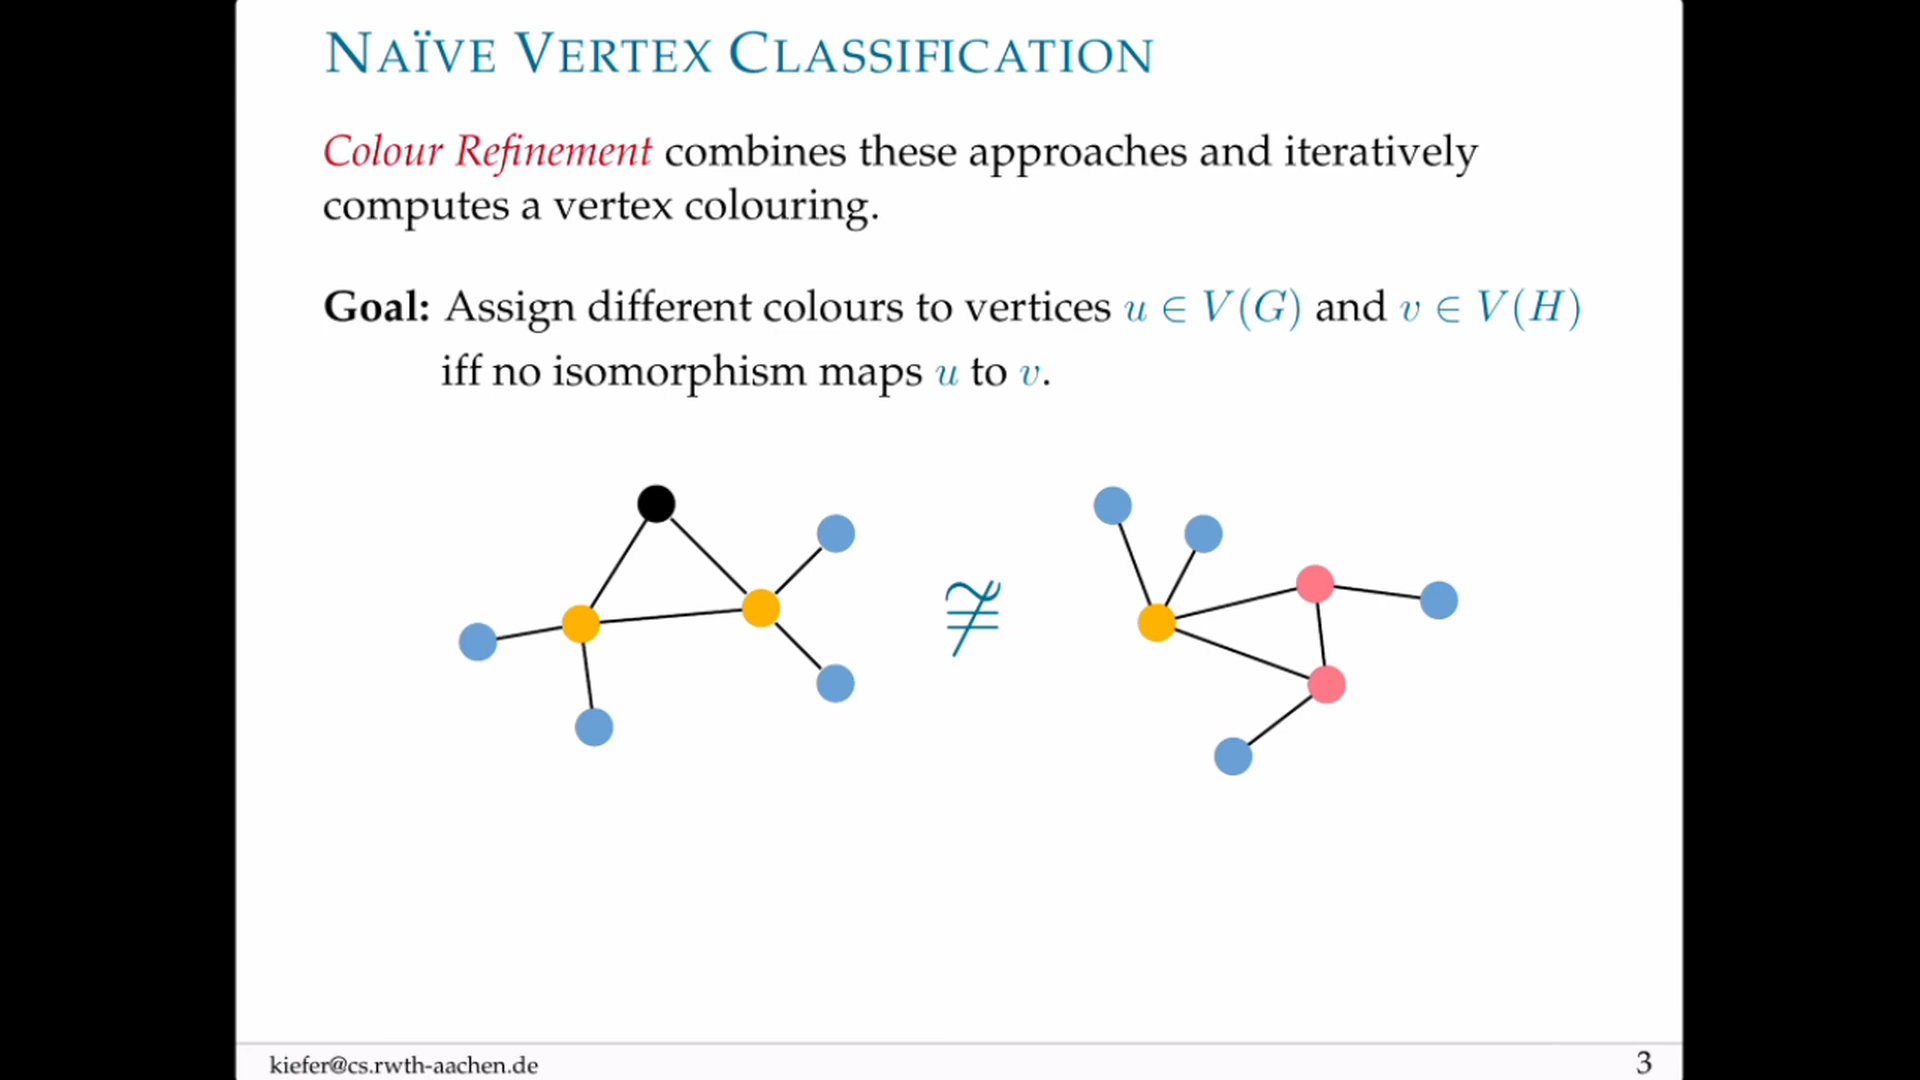 NAÏVE VERTEX CLASSIFICATION
Colour Refinement combines these approaches and iteratively
computes a vertex colouring.
Goal: Assign different colours to vertices u ∈ V(G) and v ∈ V(H)
iff no isomorphism maps u to v.
≇
kiefer@cs.rwth-aachen.de
3